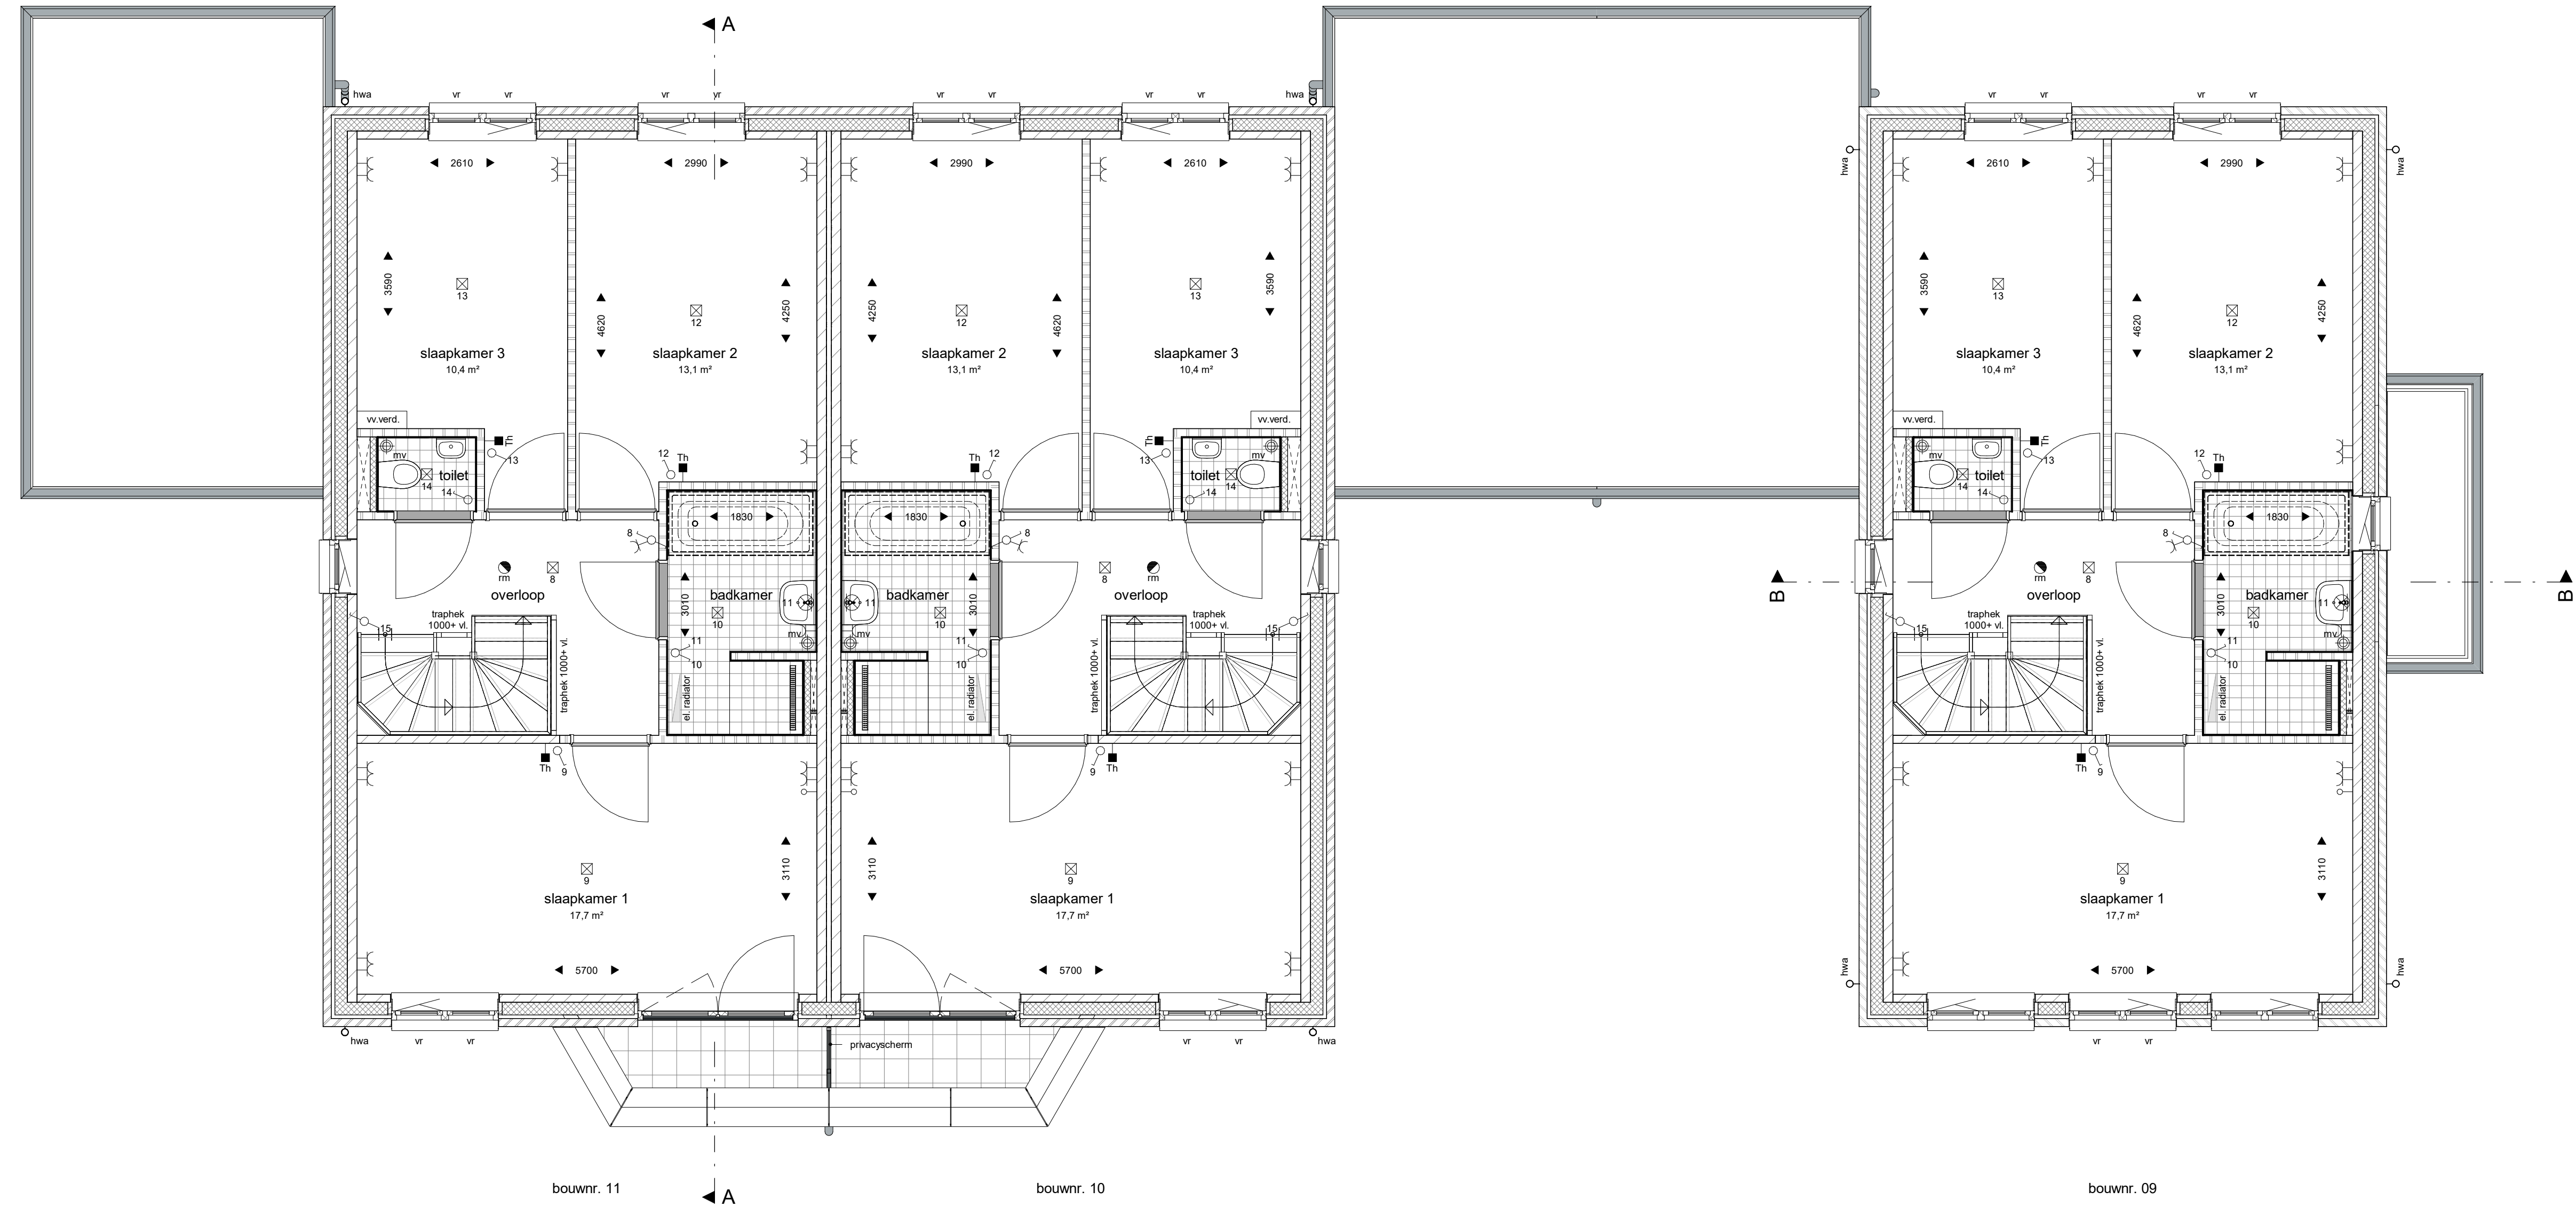 A
hwa
vr
vr
vr
vr
vr
vr
vr
vr
hwa
vr
vr
vr
vr
hwa
hwa
2610
2990
2990
2610
2610
2990
3590
13
4620
12
4250
4250
12
4620
13
3590
3590
13
4620
12
4250
slaapkamer 3
10,4 m²
slaapkamer 2
13,1 m²
slaapkamer 2
13,1 m²
slaapkamer 3
10,4 m²
slaapkamer 3
10,4 m²
slaapkamer 2
13,1 m²
vv.verd.
vv.verd.
vv.verd.
mv
toilet
14
14
Th
13
12
Th
Th
12
Th
13
toilet
mv
14
14
mv
toilet
14
14
Th
13
12
Th
1830
1830
1830
8
8
8
rm
8
overloop
badkamer
3010
10
11
mv
11
10
badkamer
3010
10
11
mv
11
10
8
rm
overloop
rm
8
overloop
badkamer
3010
10
11
mv
11
10
B
B
traphek
1000+ vl.
15
traphek 1000+ vl.
el. radiator
el. radiator
traphek 1000+ vl.
traphek
1000+ vl.
15
traphek
1000+ vl.
15
traphek 1000+ vl.
el. radiator
Th
9
9
Th
Th
9
3110
3110
3110
9
slaapkamer 1
17,7 m²
9
slaapkamer 1
17,7 m²
9
slaapkamer 1
17,7 m²
5700
5700
5700
hwa
hwa
hwa
vr
vr
privacyscherm
vr
vr
hwa
vr
vr
bouwnr. 11
A
bouwnr. 10
bouwnr. 09